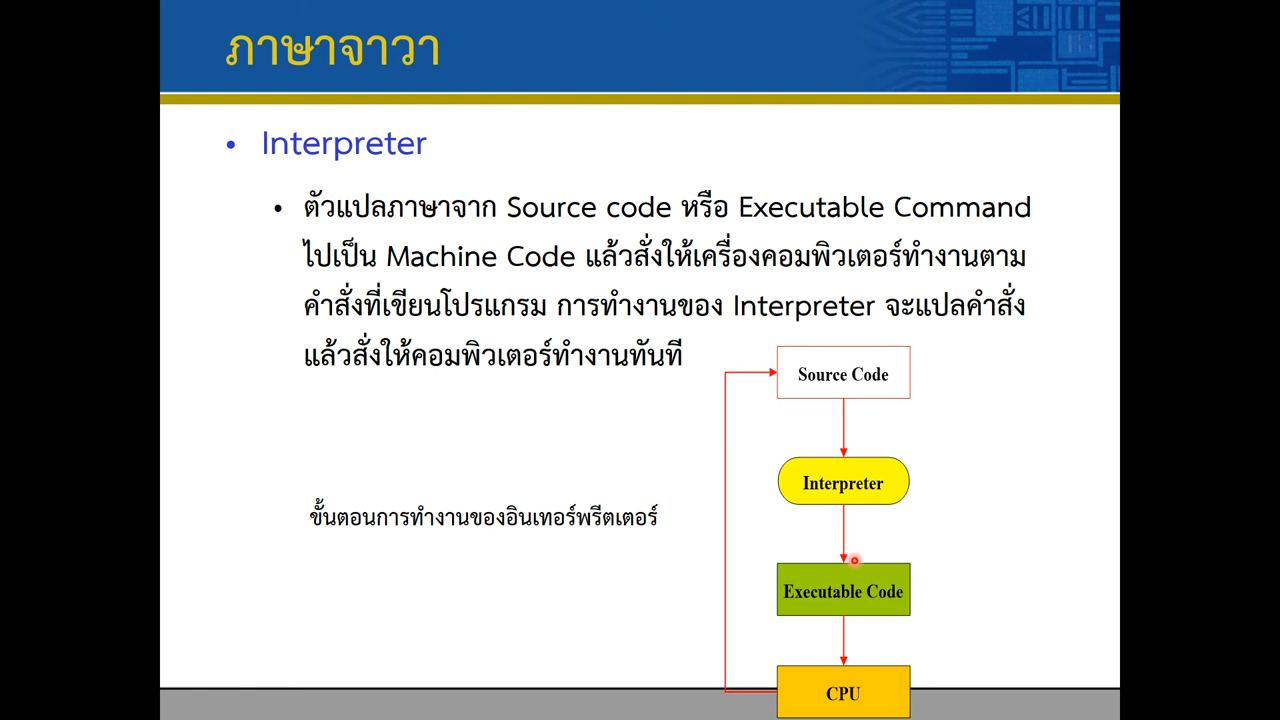 ภาษาจาวา
• Interpreter
• ตัวแปลภาษาจาก Source code หรือ Executable Command
ไปเป็น Machine Code แล้วสั่งให้เครื่องคอมพิวเตอร์ทำงานตาม
คำสั่งที่เขียนโปรแกรม การทำงานของ Interpreter จะแปลคำสั่ง
แล้วสั่งให้คอมพิวเตอร์ทำงานทันที
Source Code
Interpreter
ขั้นตอนการทำงานของอินเทอร์พรีตเตอร์
Executable Code
CPU